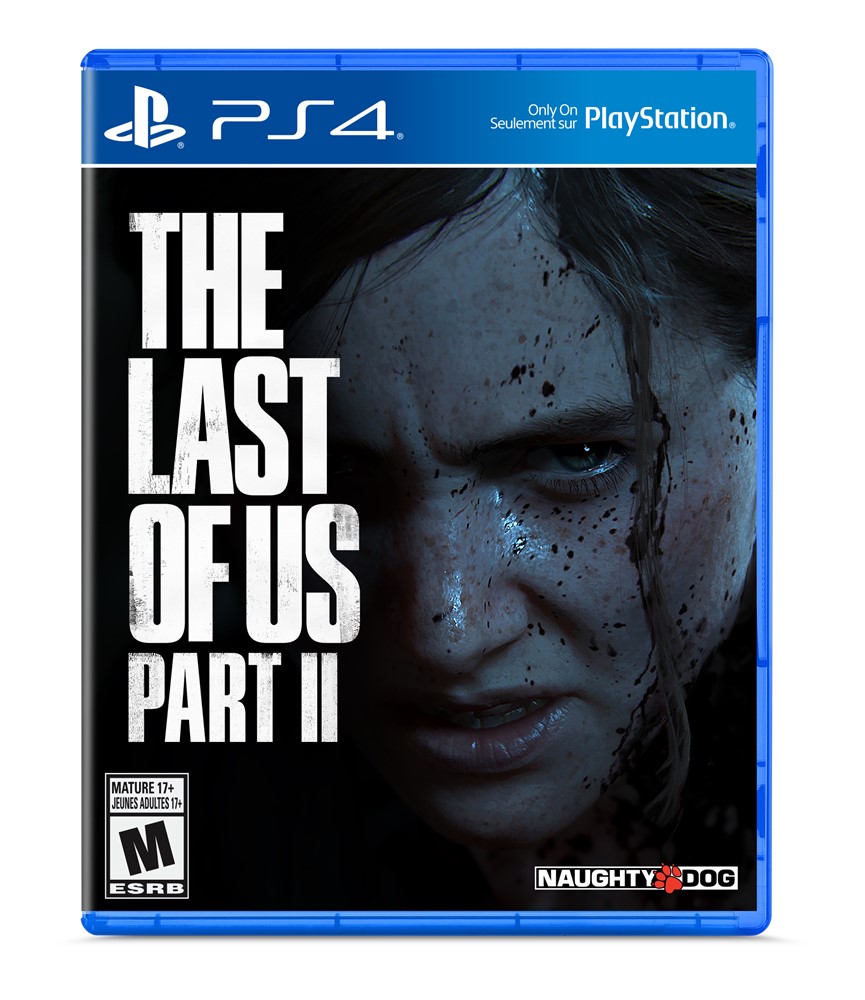 PS4®
Only On
Seulement sur
PlayStation®
THE
LAST
OF US
PART II
MATURE 17+
JEUNES ADULTES 17+
M
ESRB
NAUGHTY DOG